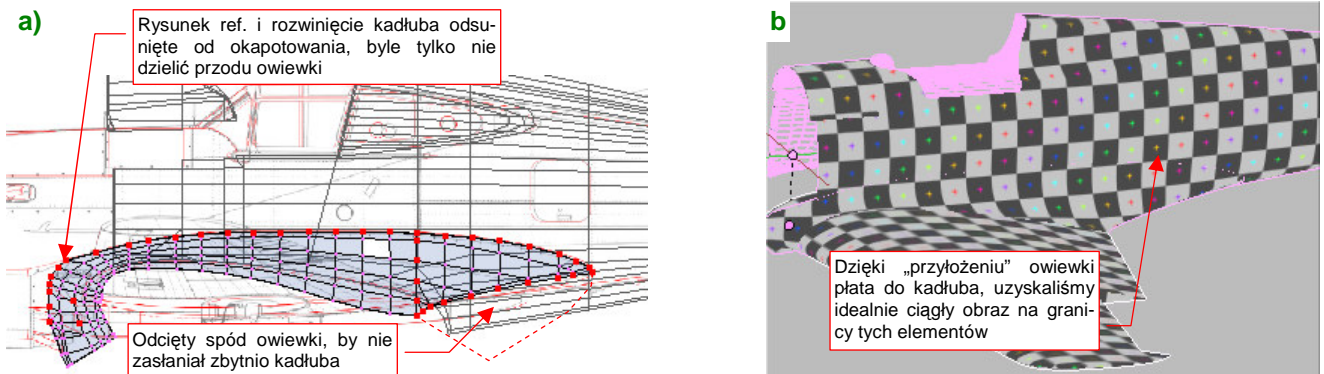 a)
Rysunek ref. i rozwinięcie kadłuba odsu-
nięte od okapotowania, byle tylko nie
dzielić przodu owiewki
Odcięty spód owiewki, by nie
zasłaniał zbytnio kadłuba
b
Dzięki „przyłożeniu” owiewki
płata do kadłuba, uzyskaliśmy
idealnie ciągły obraz na grani-
cy tych elementów